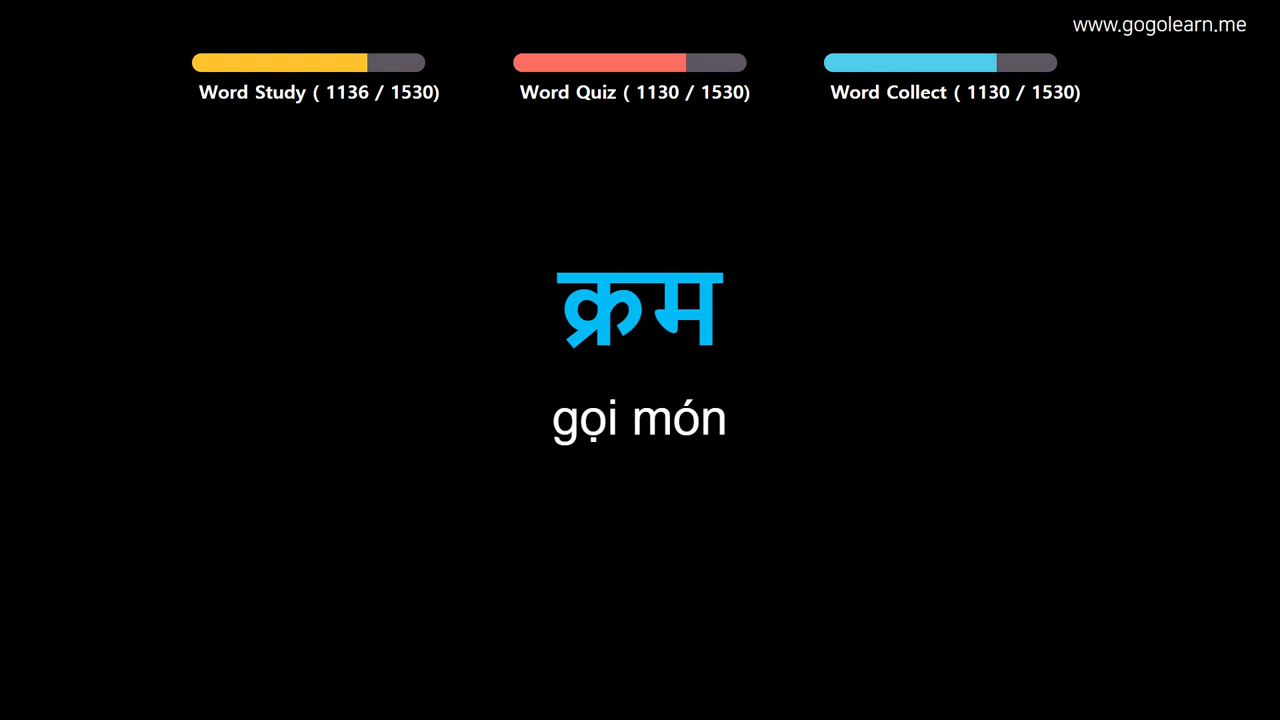 www.gogolearn.me
Word Study ( 1136 / 1530)
Word Quiz ( 1130 / 1530)
Word Collect ( 1130 / 1530)
क्रम
gọi món